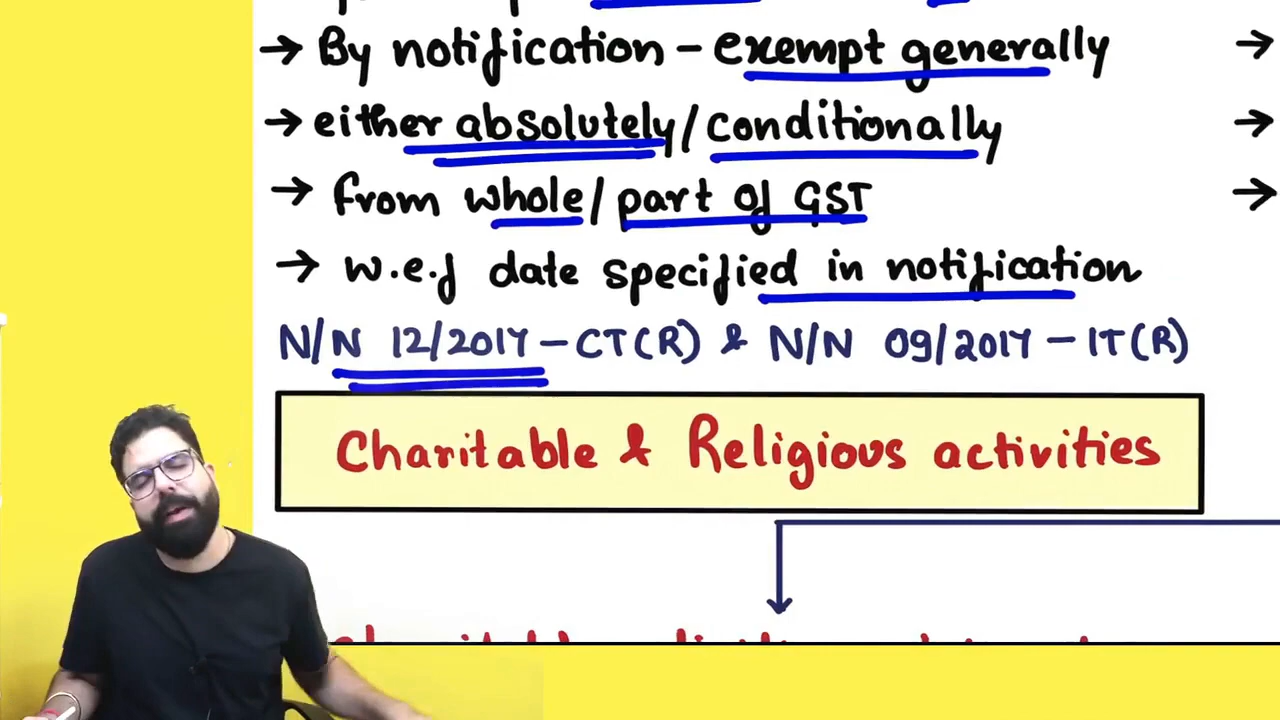 → By notification - exempt generally →
→ either absolutely/conditionally →
→ from whole/part of GST →
→ w.e.f date specified in notification
N/N 12/2017-CT(R) & N/N 09/2017-IT(R)
Charitable & Religious activities